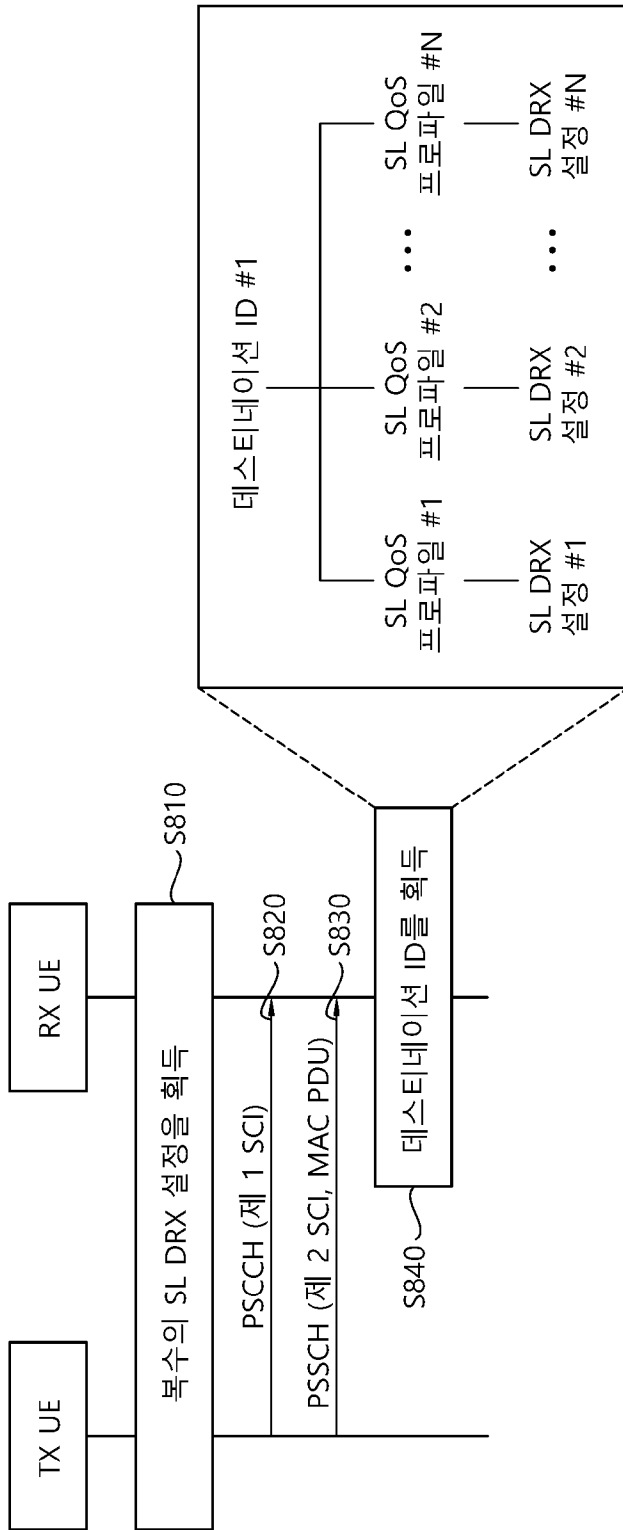 TX UE
RX UE
복수의 SL DRX 설정을 획득
S810
PSCCH (제 1 SCI)
S820
PSSCH (제 2 SCI, MAC PDU)
S830
데스티네이션 ID를 획득
S840
데스티네이션 ID #1
SL QoS
프로파일 #1
SL QoS
프로파일 #2
...
SL QoS
프로파일 #N
SL DRX
설정 #1
SL DRX
설정 #2
...
SL DRX
설정 #N